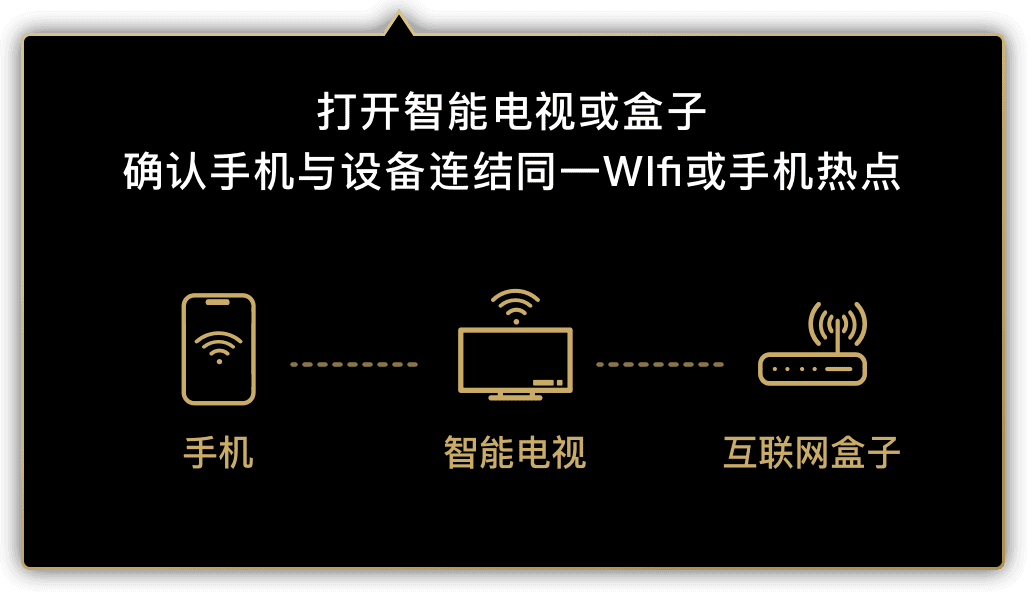 打开智能电视或盒子
确认手机与设备连结同一WIfi或手机热点
手机
智能电视
互联网盒子